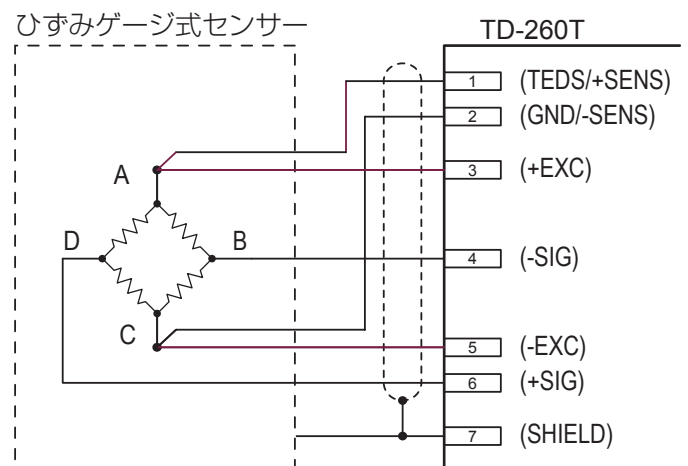 ひずみゲージ式センサー
TD-260T
1 (TEDS/+SENS)
2 (GND/-SENS)
A
3 (+EXC)
D
B
4 (-SIG)
C
5 (-EXC)
6 (+SIG)
7 (SHIELD)